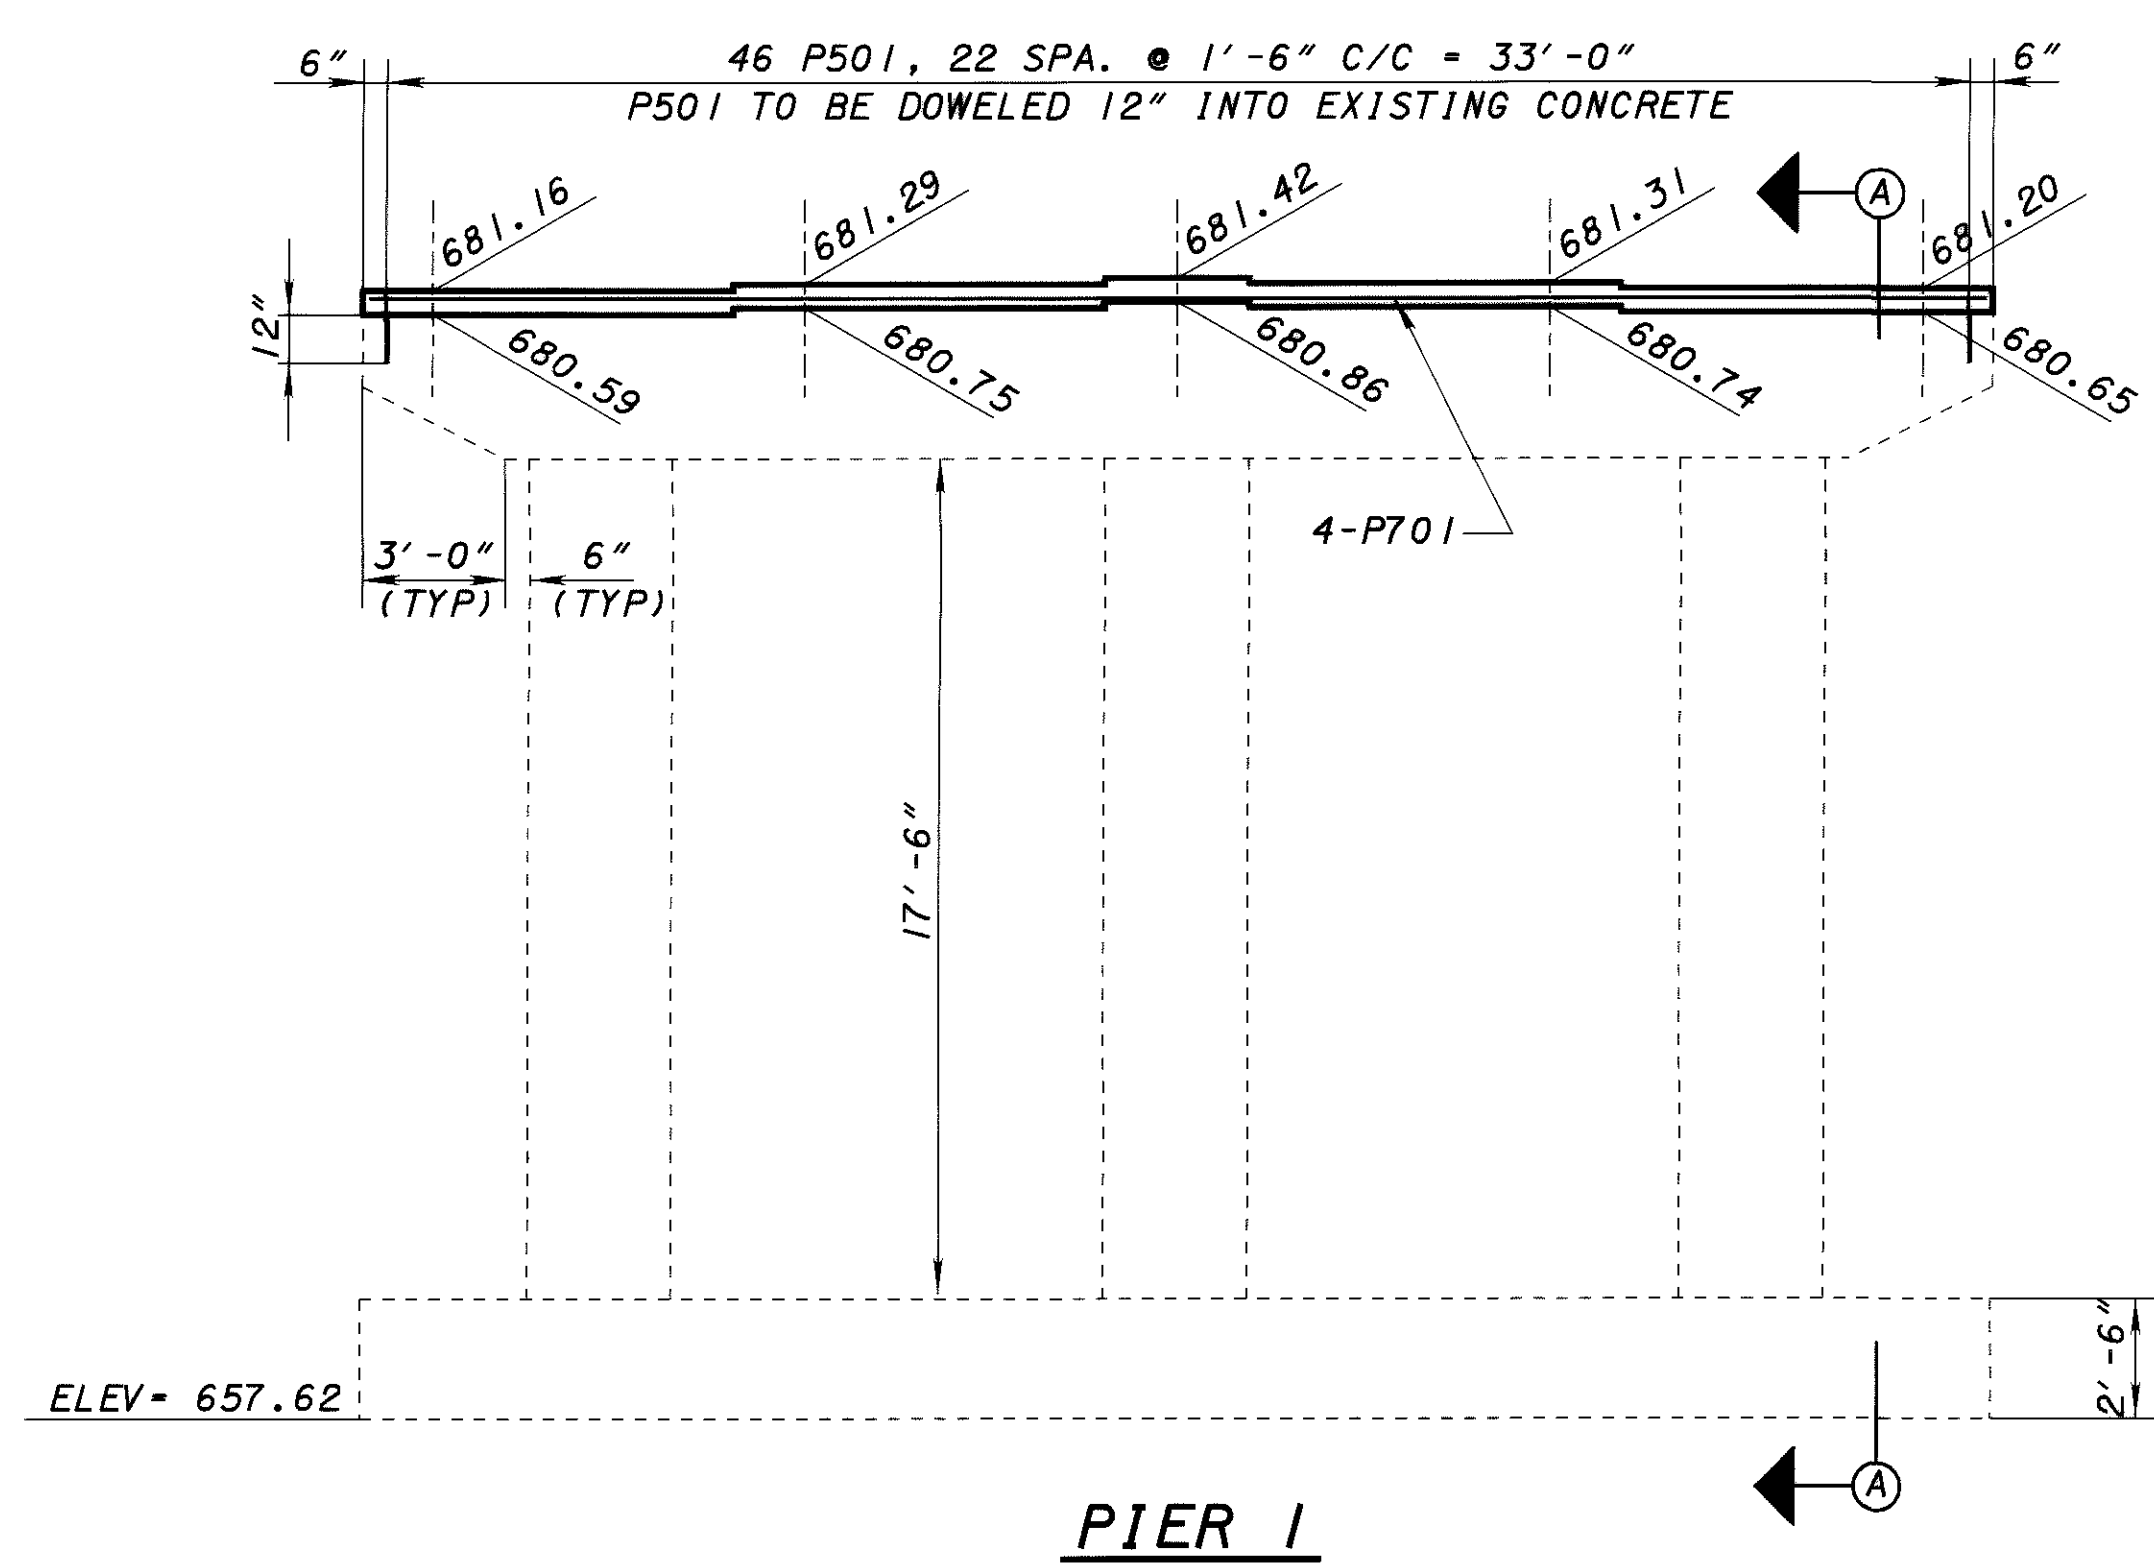 6" 46 P501, 22 SPA. @ 1'-6" C/C = 33'-0" 6"
P501 TO BE DOWELED 12" INTO EXISTING CONCRETE
681.16
681.29
681.42
681.31
681.20
A
12"
680.59
680.75
680.86
680.74
680.65
4-P701
3'-0"
(TYP)
6"
(TYP)
17'-6"
2'-6"
ELEV= 657.62
A
PIER 1